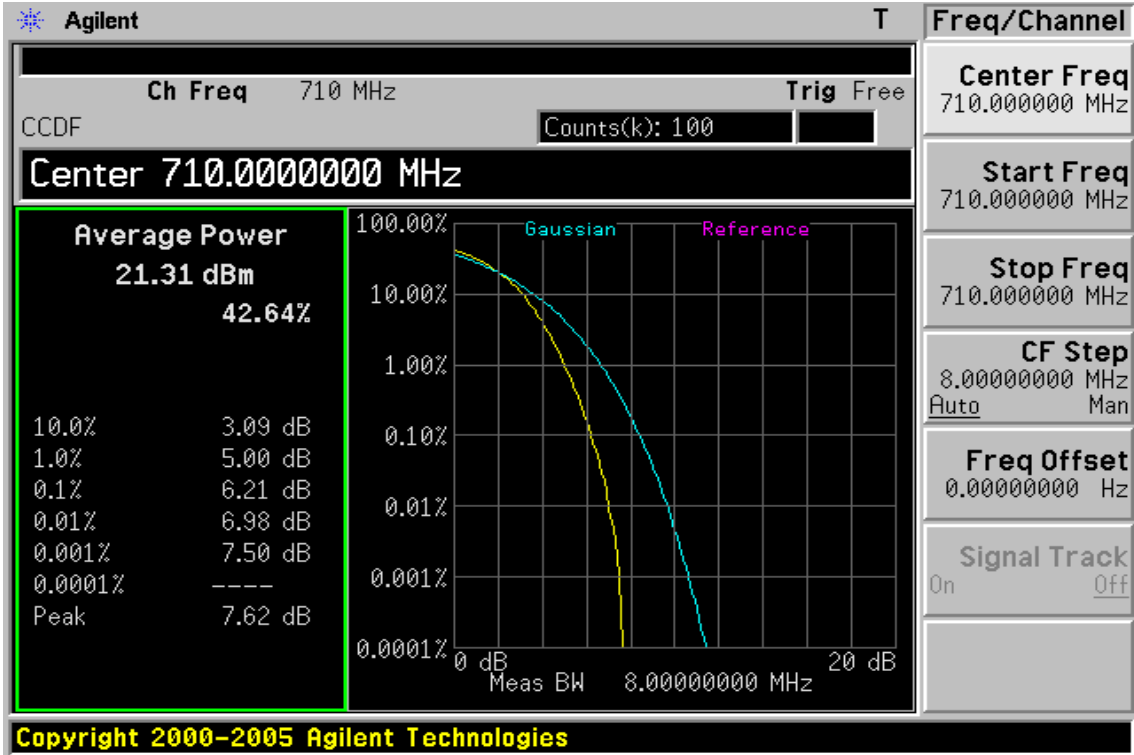 Agilent T
Freq/Channel
Ch Freq 710 MHz Trig Free
CCDF Counts(k): 100
Center 710.0000000 MHz
Average Power
21.31 dBm
42.64%
10.0% 3.09 dB
1.0% 5.00 dB
0.1% 6.21 dB
0.01% 6.98 dB
0.001% 7.50 dB
0.0001% ----
Peak 7.62 dB
Gaussian Reference
100.00%
10.00%
1.00%
0.10%
0.01%
0.001%
0.0001%
0 dB 20 dB
Meas BW 8.00000000 MHz
Center Freq
710.000000 MHz
Start Freq
710.000000 MHz
Stop Freq
710.000000 MHz
CF Step
8.00000000 MHz
Auto Man
Freq Offset
0.00000000 Hz
Signal Track
On Off
Copyright 2000-2005 Agilent Technologies